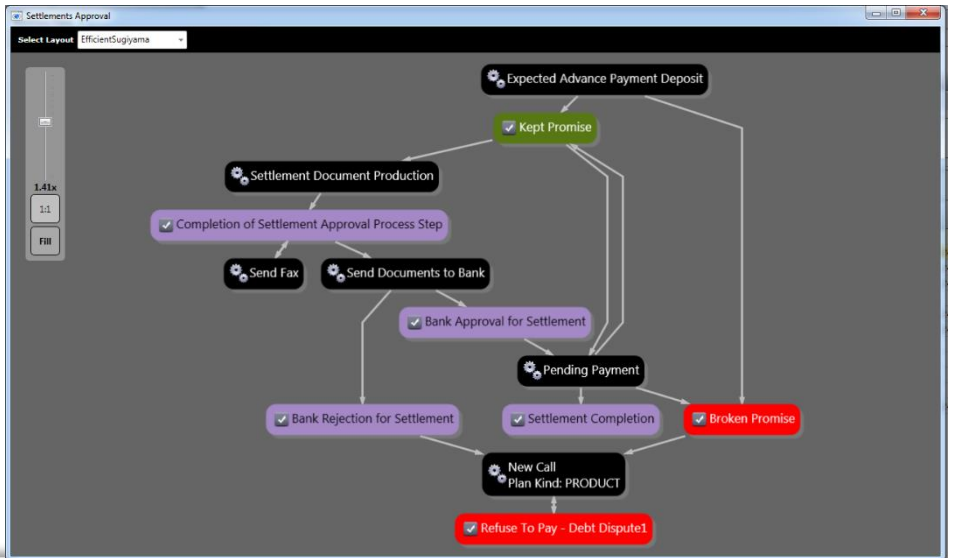 Settlements Approval
Select Layout EfficientSugiyama
Expected Advance Payment Deposit
Kept Promise
Settlement Document Production
1.41x
1:1
Completion of Settlement Approval Process Step
Fill
Send Fax
Send Documents to Bank
Bank Approval for Settlement
Pending Payment
Bank Rejection for Settlement
Settlement Completion
Broken Promise
New Call
Plan Kind: PRODUCT
Refuse To Pay - Debt Dispute1